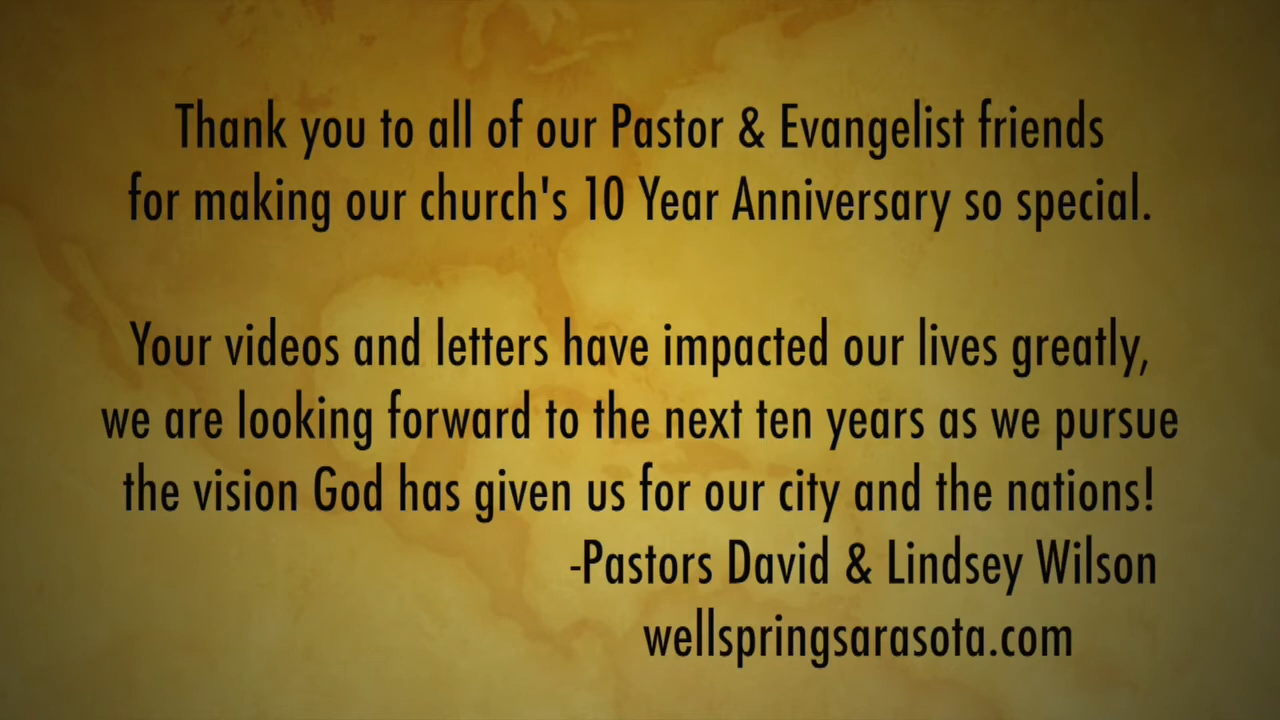 Thank you to all of our Pastor & Evangelist friends
for making our church's 10 Year Anniversary so special.
Your videos and letters have impacted our lives greatly,
we are looking forward to the next ten years as we pursue
the vision God has given us for our city and the nations!
-Pastors David & Lindsey Wilson
wellspringsarasota.com